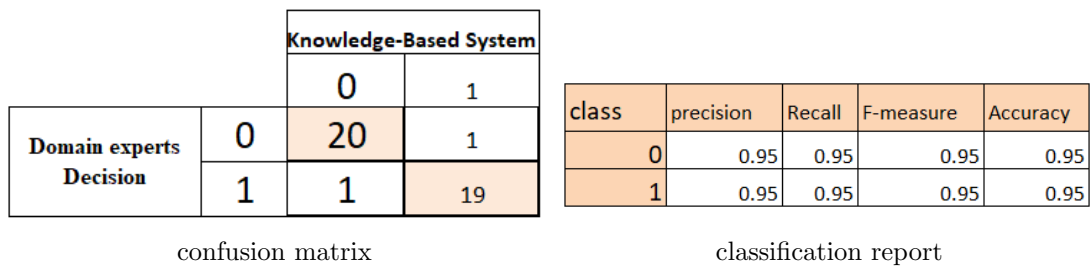 Knowledge-Based System
0 1
Domain experts Decision 0 20 1
1 1 19
class precision Recall F-measure Accuracy
0 0.95 0.95 0.95 0.95
1 0.95 0.95 0.95 0.95
confusion matrix
classification report